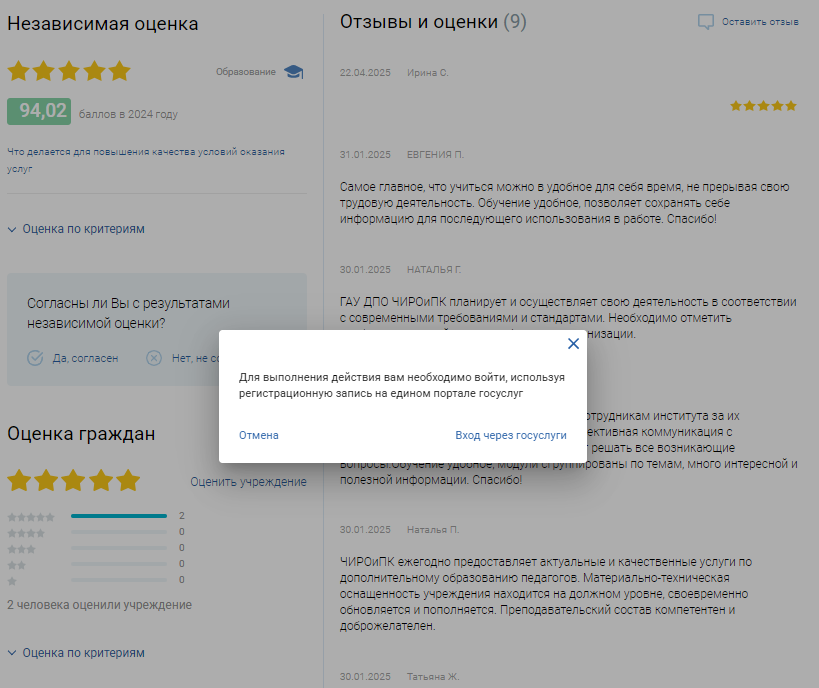 Независимая оценка
Образование
94,02 баллов в 2024 году
Что делается для повышения качества условий оказания
услуг
Оценка по критериям
Согласны ли Вы с результатами
независимой оценки?
Да, согласен
Нет, не со
Оценка граждан
Оценить учреждение
2
0
0
0
0
2 человека оценили учреждение
Оценка по критериям
Отзывы и оценки (9)
Оставить отзыв
22.04.2025 Ирина С.
31.01.2025 ЕВГЕНИЯ П.
Самое главное, что учиться можно в удобное для себя время, не прерывая свою
трудовую деятельность. Обучение удобное, позволяет сохранять себе
информацию для последующего использования в работе. Спасибо!
30.01.2025 НАТАЛЬЯ Г.
ГАУ ДПО ЧИРОиПК планирует и осуществляет свою деятельность в соответствии
с современными требованиями и стандартами. Необходимо отметить
низации.
отрудникам института за их
ективная коммуникация с
т решать все возникающие
вопросы.Обучение удобное, модули сгруппированы по темам, много интересной и
полезной информации. Спасибо!
30.01.2025 Наталья П.
ЧИРОиПК ежегодно предоставляет актуальные и качественные услуги по
дополнительному образованию педагогов. Материально-техническая
оснащенность учреждения находится на должном уровне, своевременно
обновляется и пополняется. Преподавательский состав компетентен и
доброжелателен.
30.01.2025 Татьяна Ж.
Для выполнения действия вам необходимо войти, используя
регистрационную запись на едином портале госуслуг
Отмена
Вход через госуслуги